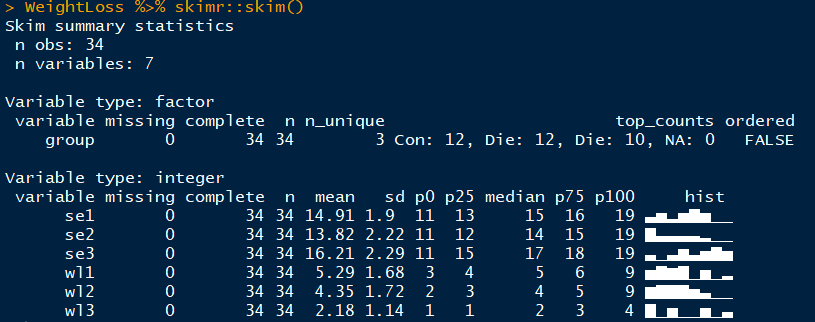 > WeightLoss %>% skimr::skim()
Skim summary statistics
n obs: 34
n variables: 7
Variable type: factor
variable missing complete n n_unique top_counts ordered
group 0 34 34 3 Con: 12, Die: 12, Die: 10, NA: 0 FALSE
Variable type: integer
variable missing complete n mean sd p0 p25 median p75 p100 hist
se1 0 34 34 14.91 1.9 11 13 15 16 19
se2 0 34 34 13.82 2.22 11 12 14 15 19
se3 0 34 34 16.21 2.29 11 15 17 18 19
wl1 0 34 34 5.29 1.68 3 4 5 6 9
wl2 0 34 34 4.35 1.72 2 3 4 5 9
wl3 0 34 34 2.18 1.14 1 1 2 3 4